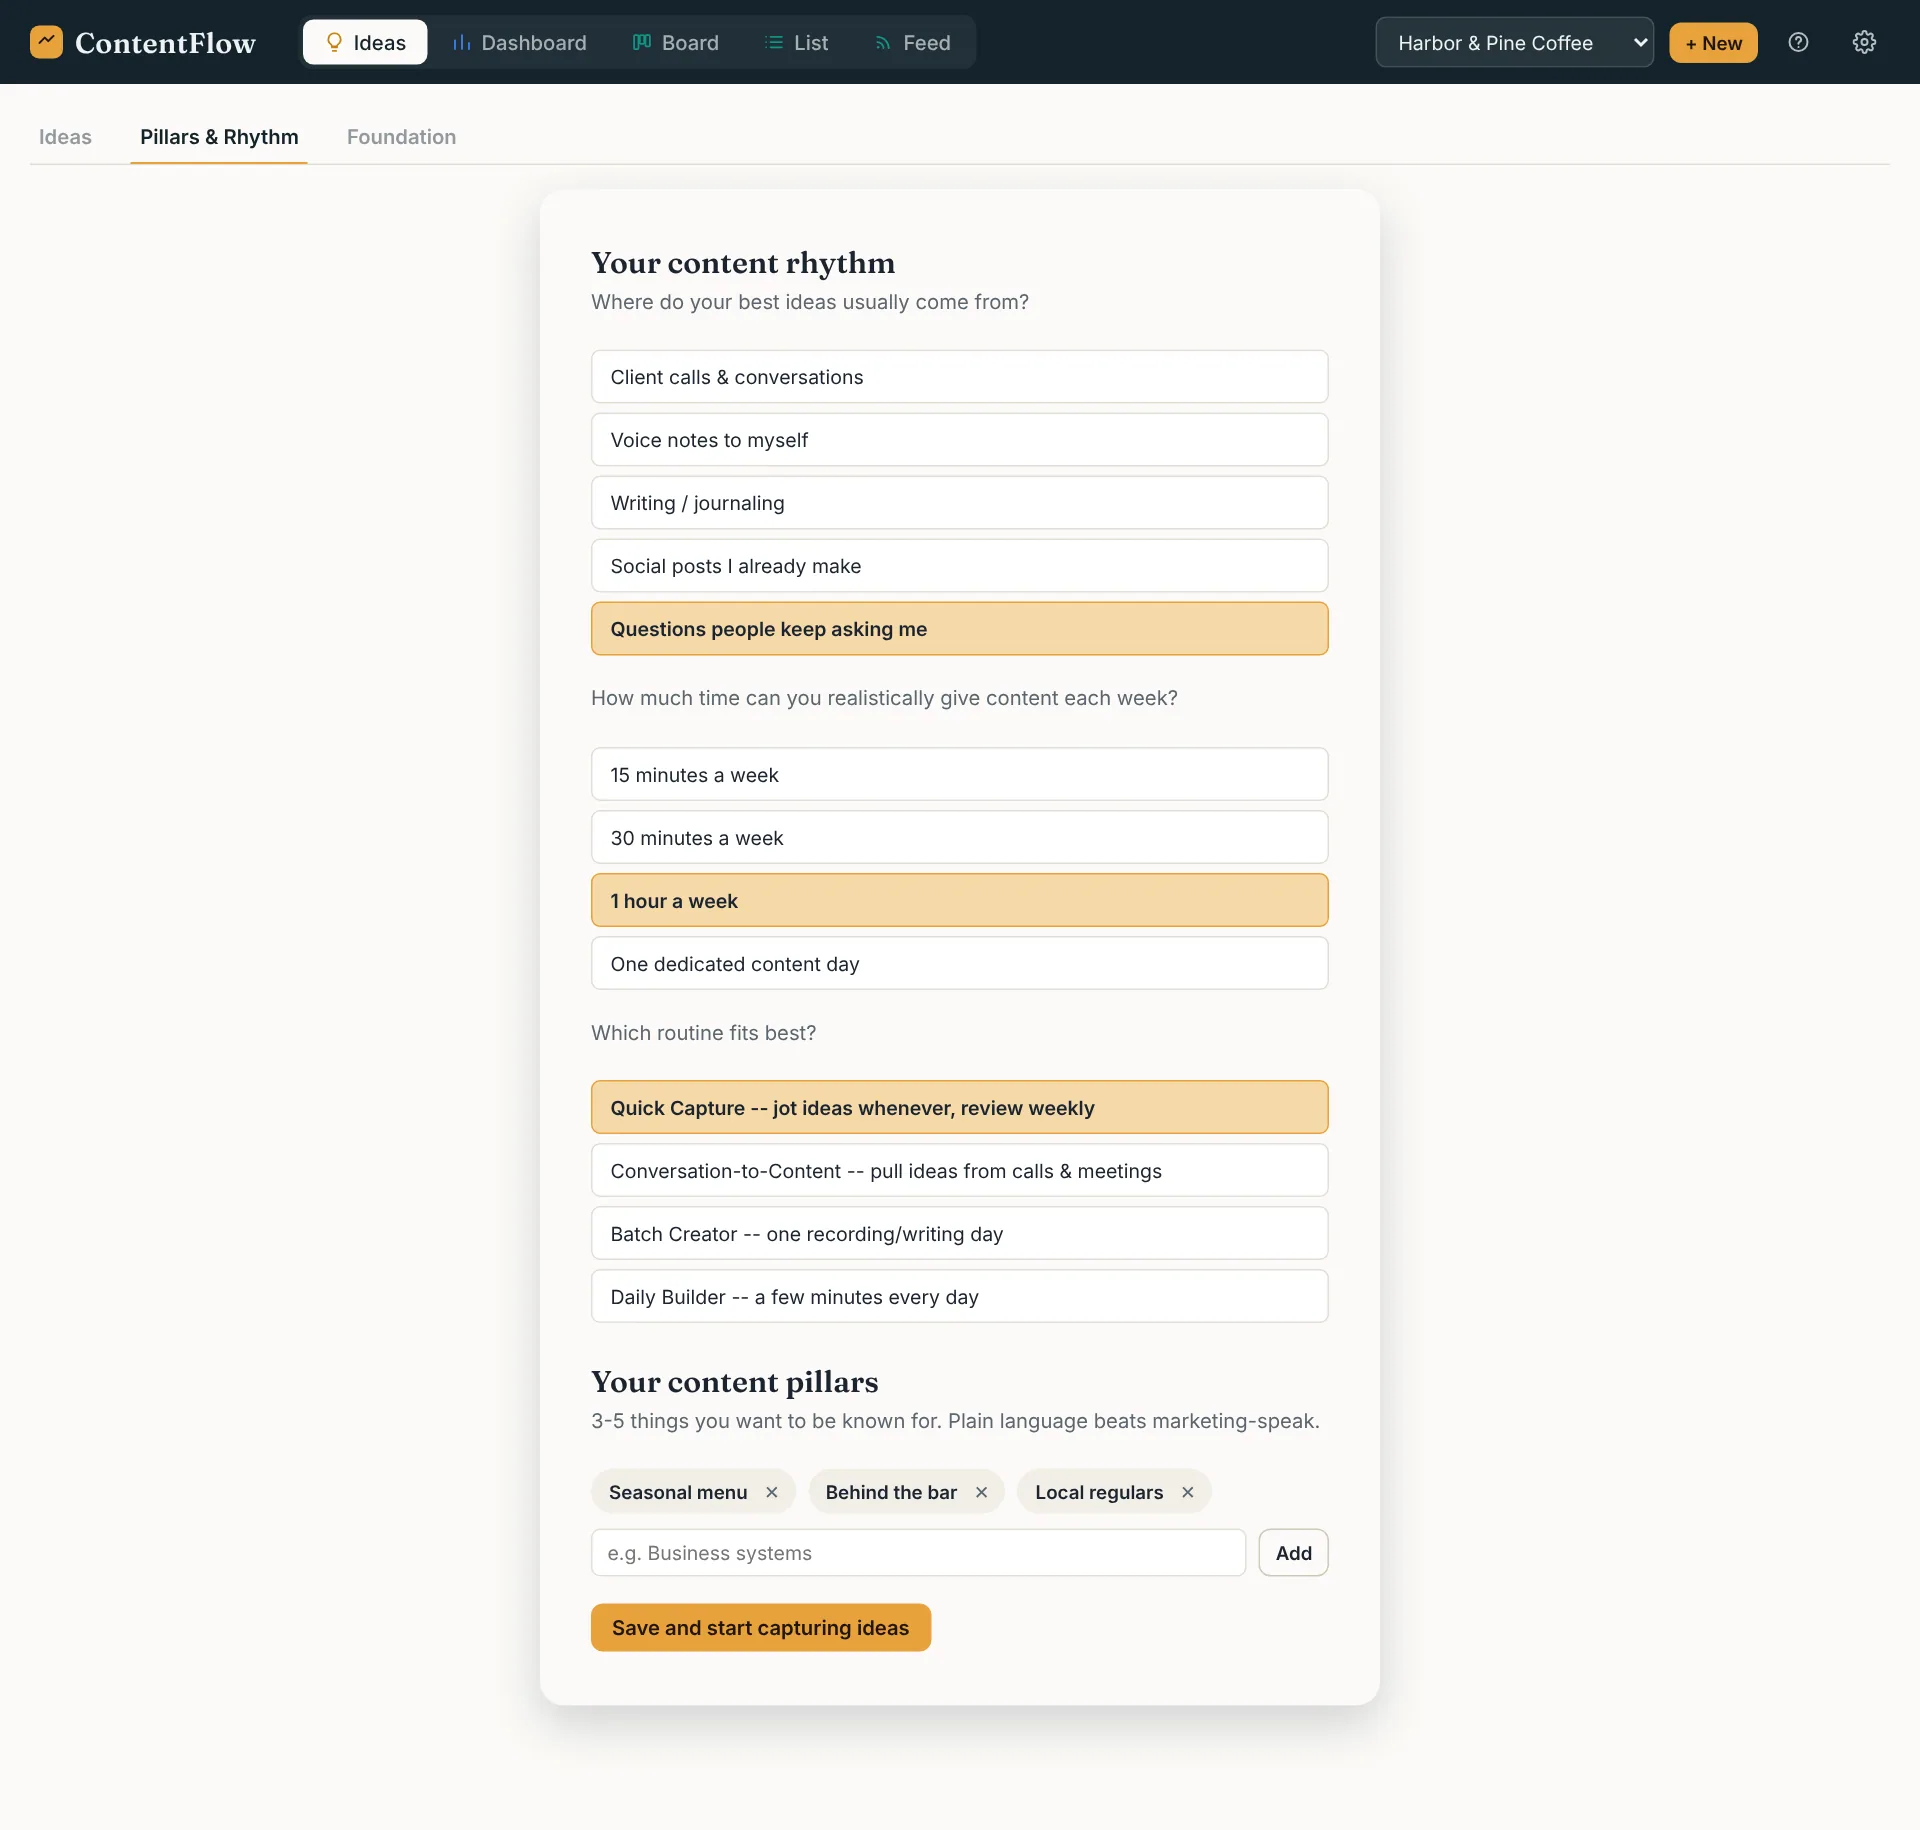 ContentFlow
Ideas
Dashboard
Board
List
Feed
Harbor & Pine Coffee
+ New
Ideas
Pillars & Rhythm
Foundation
Your content rhythm
Where do your best ideas usually come from?
Client calls & conversations
Voice notes to myself
Writing / journaling
Social posts I already make
Questions people keep asking me
How much time can you realistically give content each week?
15 minutes a week
30 minutes a week
1 hour a week
One dedicated content day
Which routine fits best?
Quick Capture -- jot ideas whenever, review weekly
Conversation-to-Content -- pull ideas from calls & meetings
Batch Creator -- one recording/writing day
Daily Builder -- a few minutes every day
Your content pillars
3-5 things you want to be known for. Plain language beats marketing-speak.
Seasonal menu ×
Behind the bar ×
Local regulars ×
e.g. Business systems
Add
Save and start capturing ideas